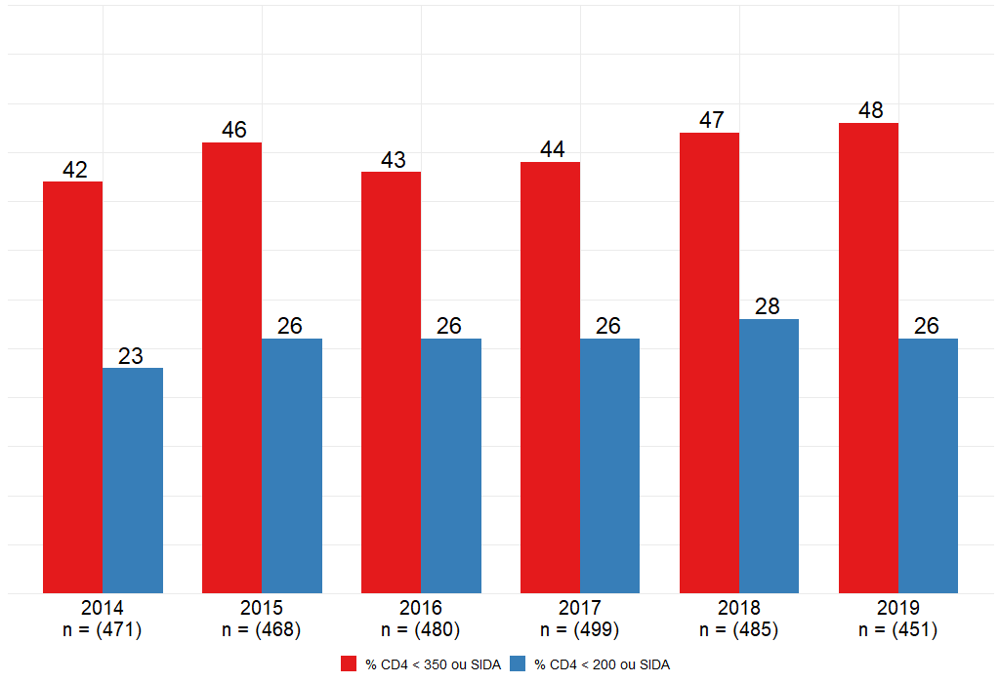 42
23
46
26
43
26
44
26
47
28
48
26
2014
n = (471)
2015
n = (468)
2016
n = (480)
2017
n = (499)
2018
n = (485)
2019
n = (451)
% CD4 < 350 ou SIDA
% CD4 < 200 ou SIDA